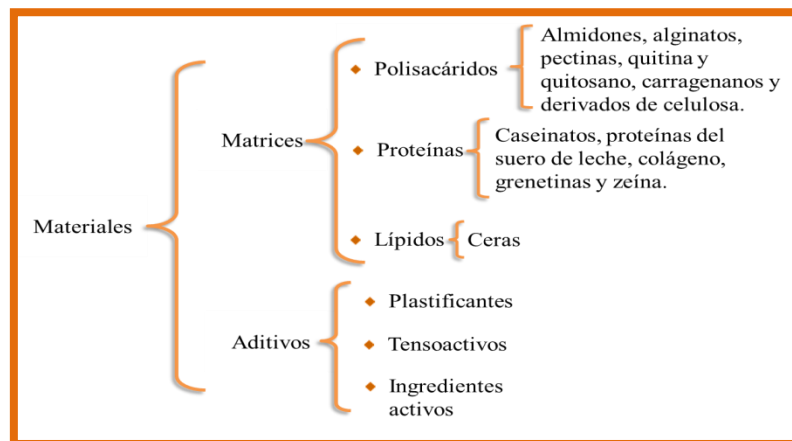 Materiales
Matrices
Polisacáridos
Almidones, alginatos,
pectinas, quitina y
quitosano, carragenanos y
derivados de celulosa.
Proteínas
Caseinatos, proteínas del
suero de leche, colágeno,
grenetinas y zeína.
Lípidos
Ceras
Aditivos
Plastificantes
Tensoactivos
Ingredientes
activos